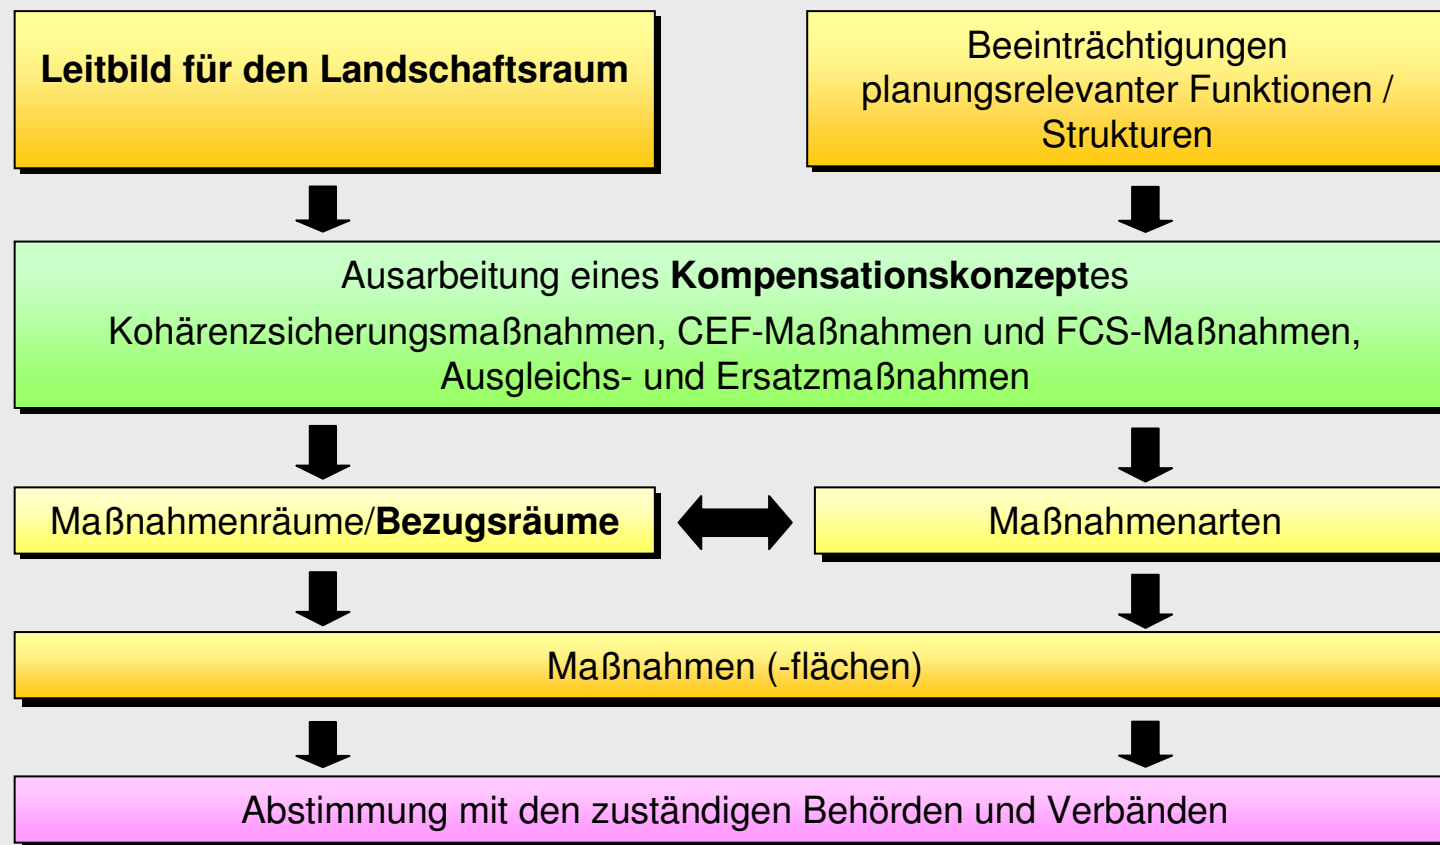 Leitbild für den Landschaftsraum
Beeinträchtigungen
planungsrelevanter Funktionen /
Strukturen
Ausarbeitung eines Kompensationskonzeptes
Kohärenzsicherungsmaßnahmen, CEF-Maßnahmen und FCS-Maßnahmen,
Ausgleichs- und Ersatzmaßnahmen
Maßnahmenräume/Bezugsräume
Maßnahmenarten
Maßnahmen (-flächen)
Abstimmung mit den zuständigen Behörden und Verbänden